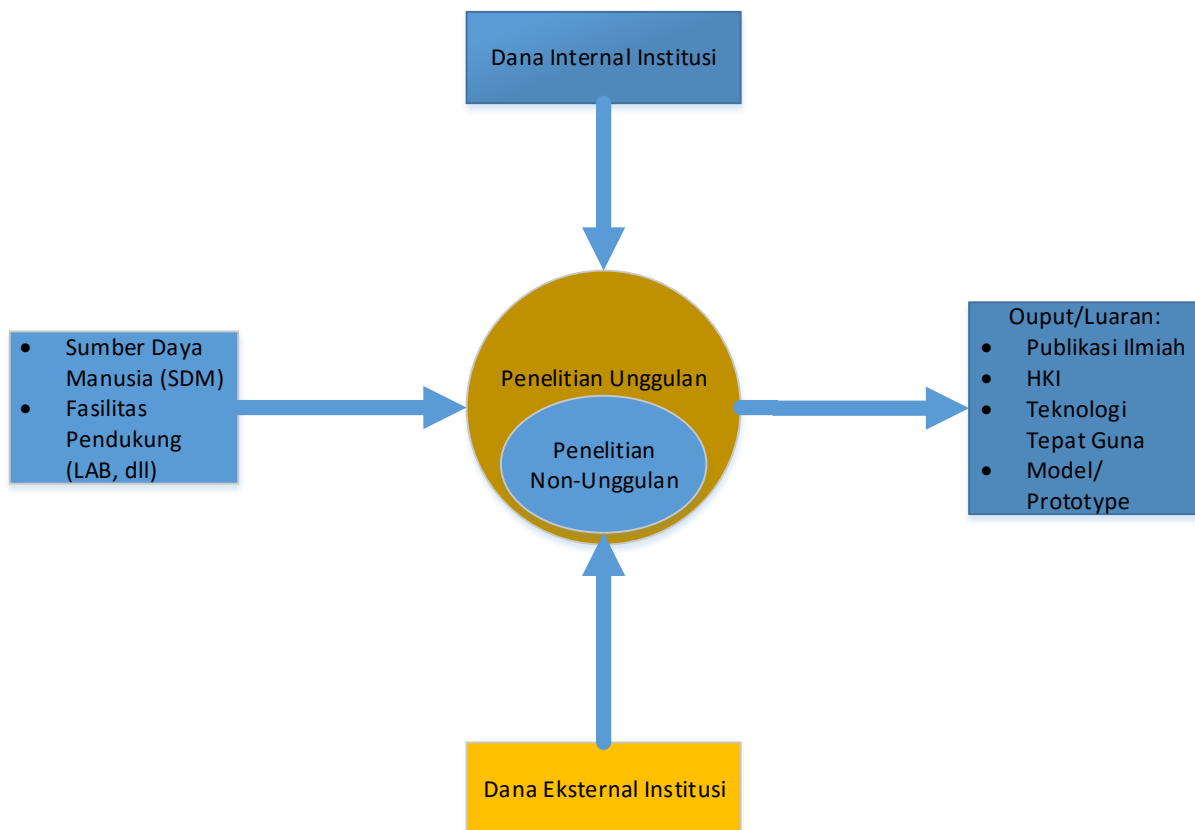 Dana Internal Institusi
• Sumber Daya
Manusia (SDM)
• Fasilitas
Pendukung
(LAB, dll)
Penelitian Unggulan
Penelitian
Non-Unggulan
Ouput/Luaran:
• Publikasi Ilmiah
• HKI
• Teknologi
Tepat Guna
• Model/
Prototype
Dana Eksternal Institusi